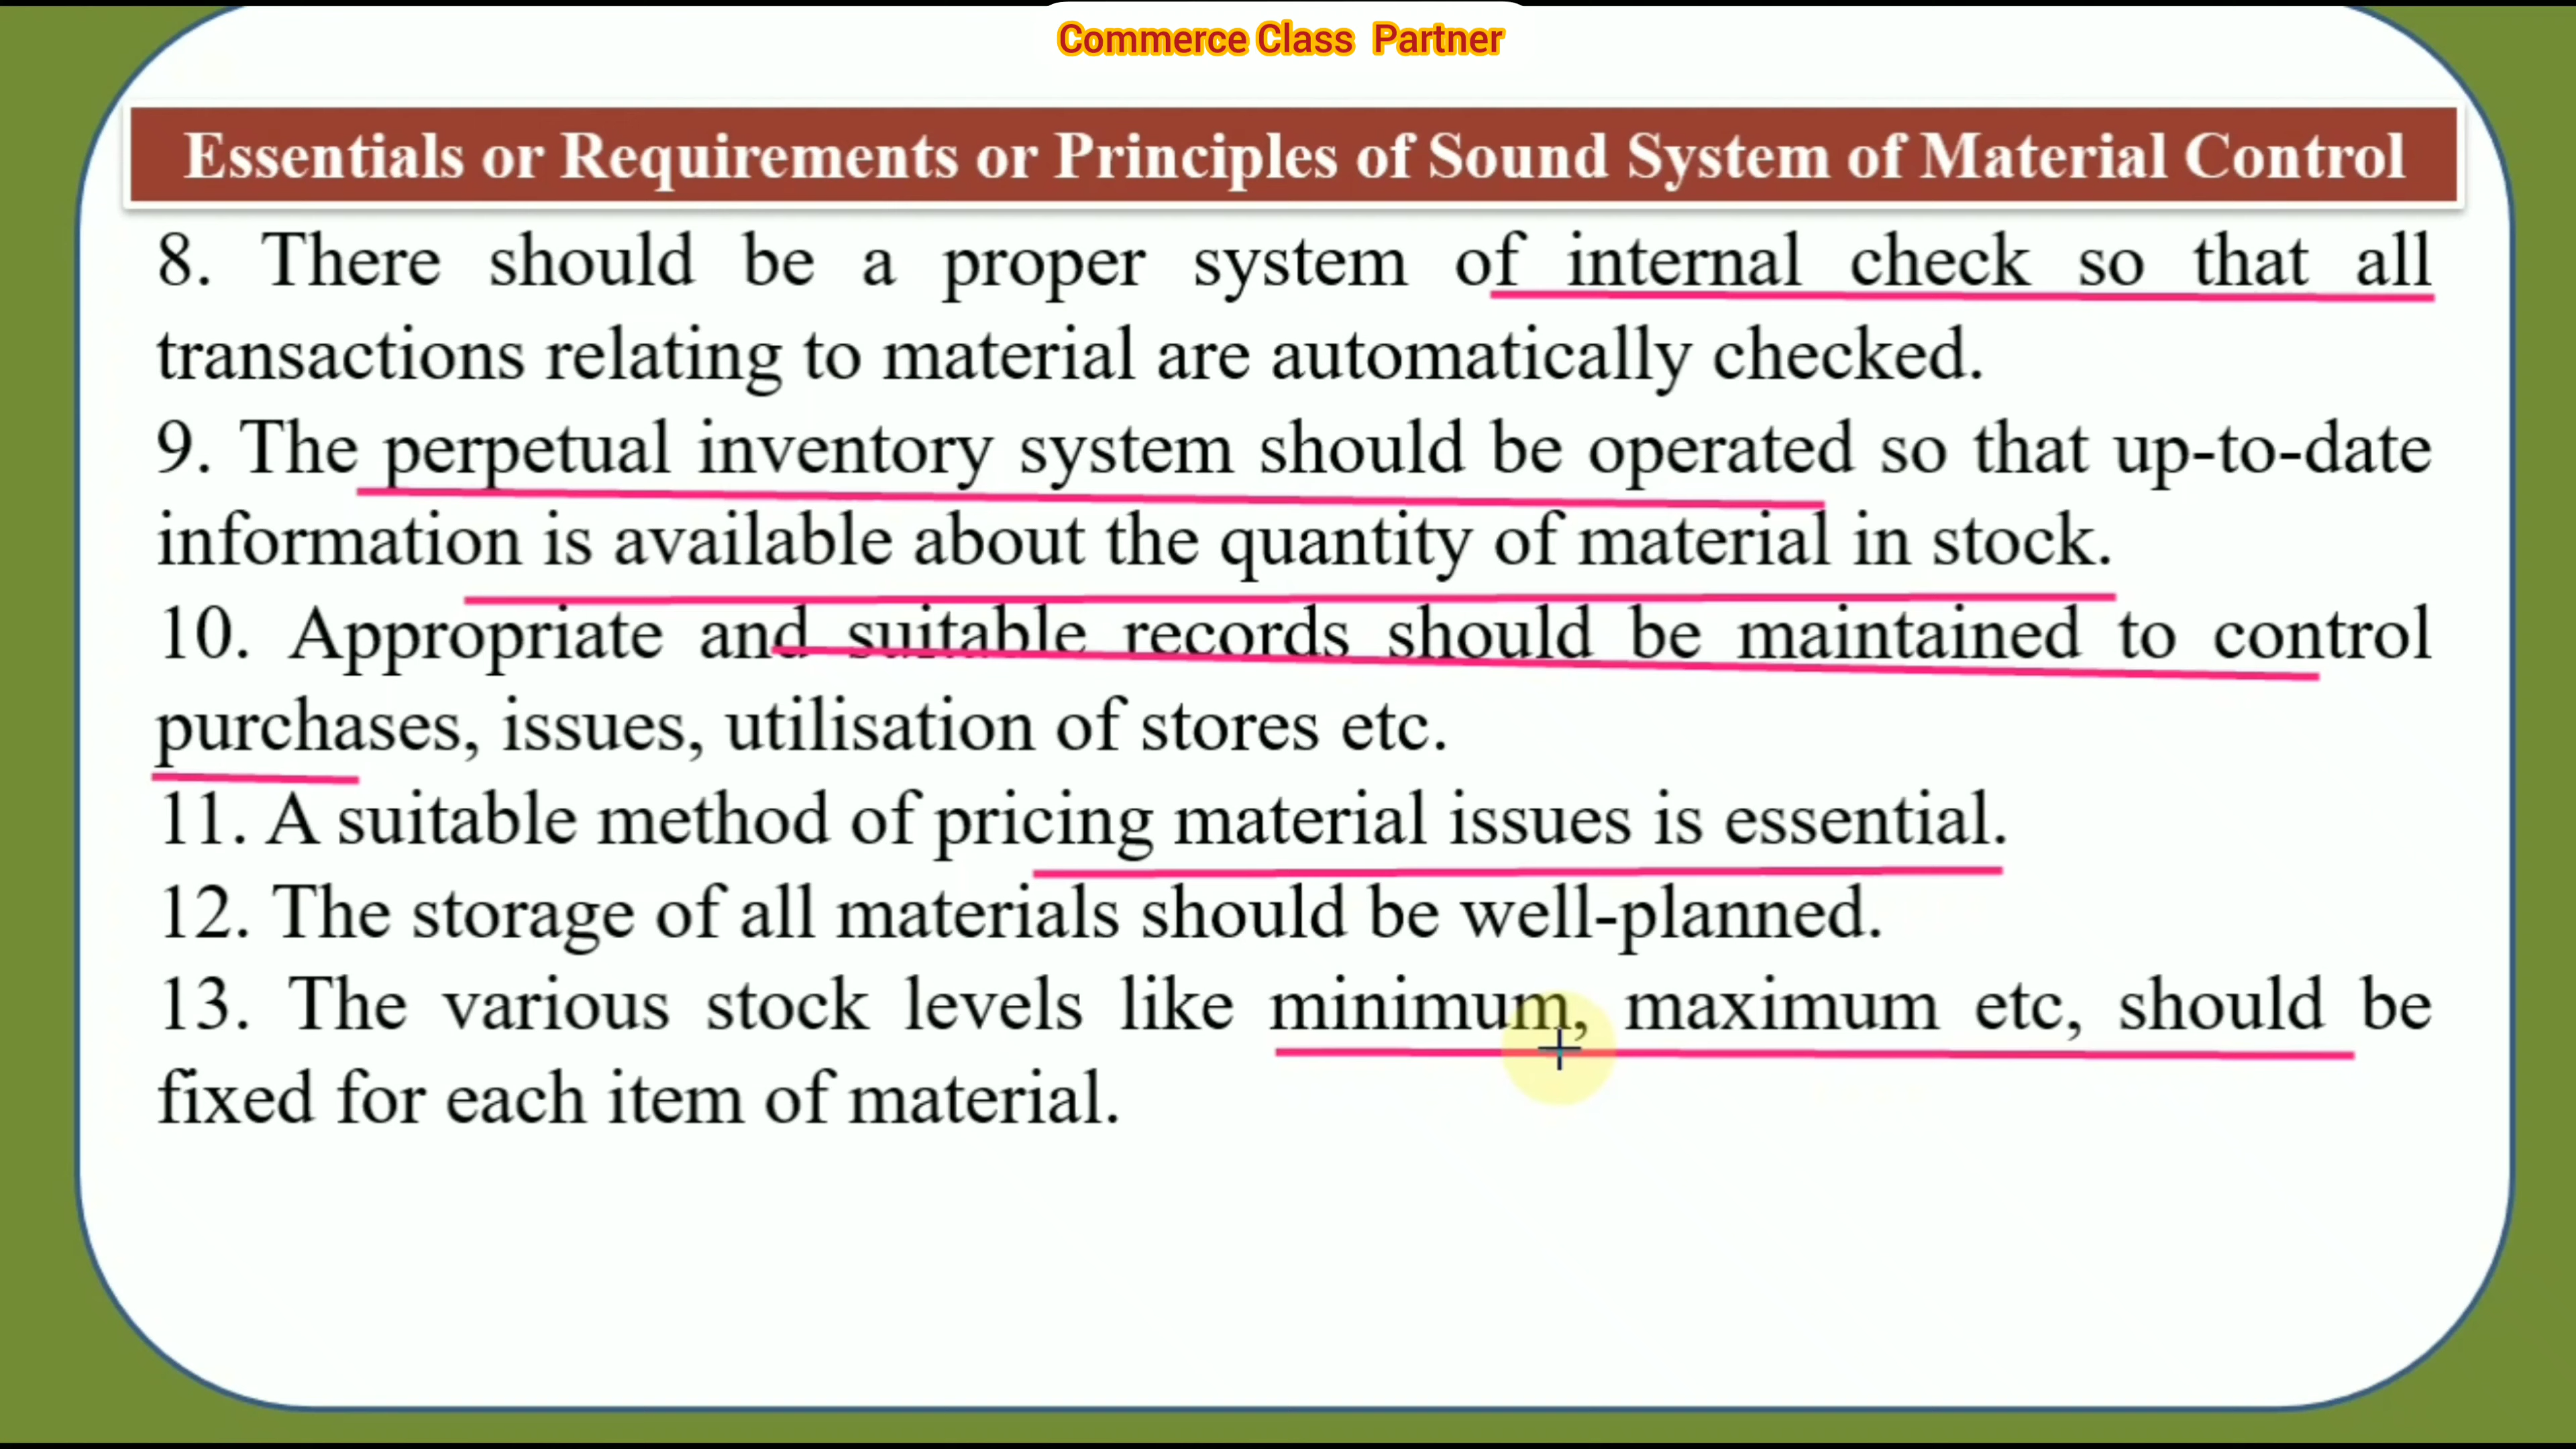 Commerce Class Partner
Essentials or Requirements or Principles of Sound System of Material Control
8. There should be a proper system of internal check so that all
transactions relating to material are automatically checked.
9. The perpetual inventory system should be operated so that up-to-date
information is available about the quantity of material in stock.
10. Appropriate and suitable records should be maintained to control
purchases, issues, utilisation of stores etc.
11. A suitable method of pricing material issues is essential.
12. The storage of all materials should be well-planned.
13. The various stock levels like minimum, maximum etc, should be
fixed for each item of material.